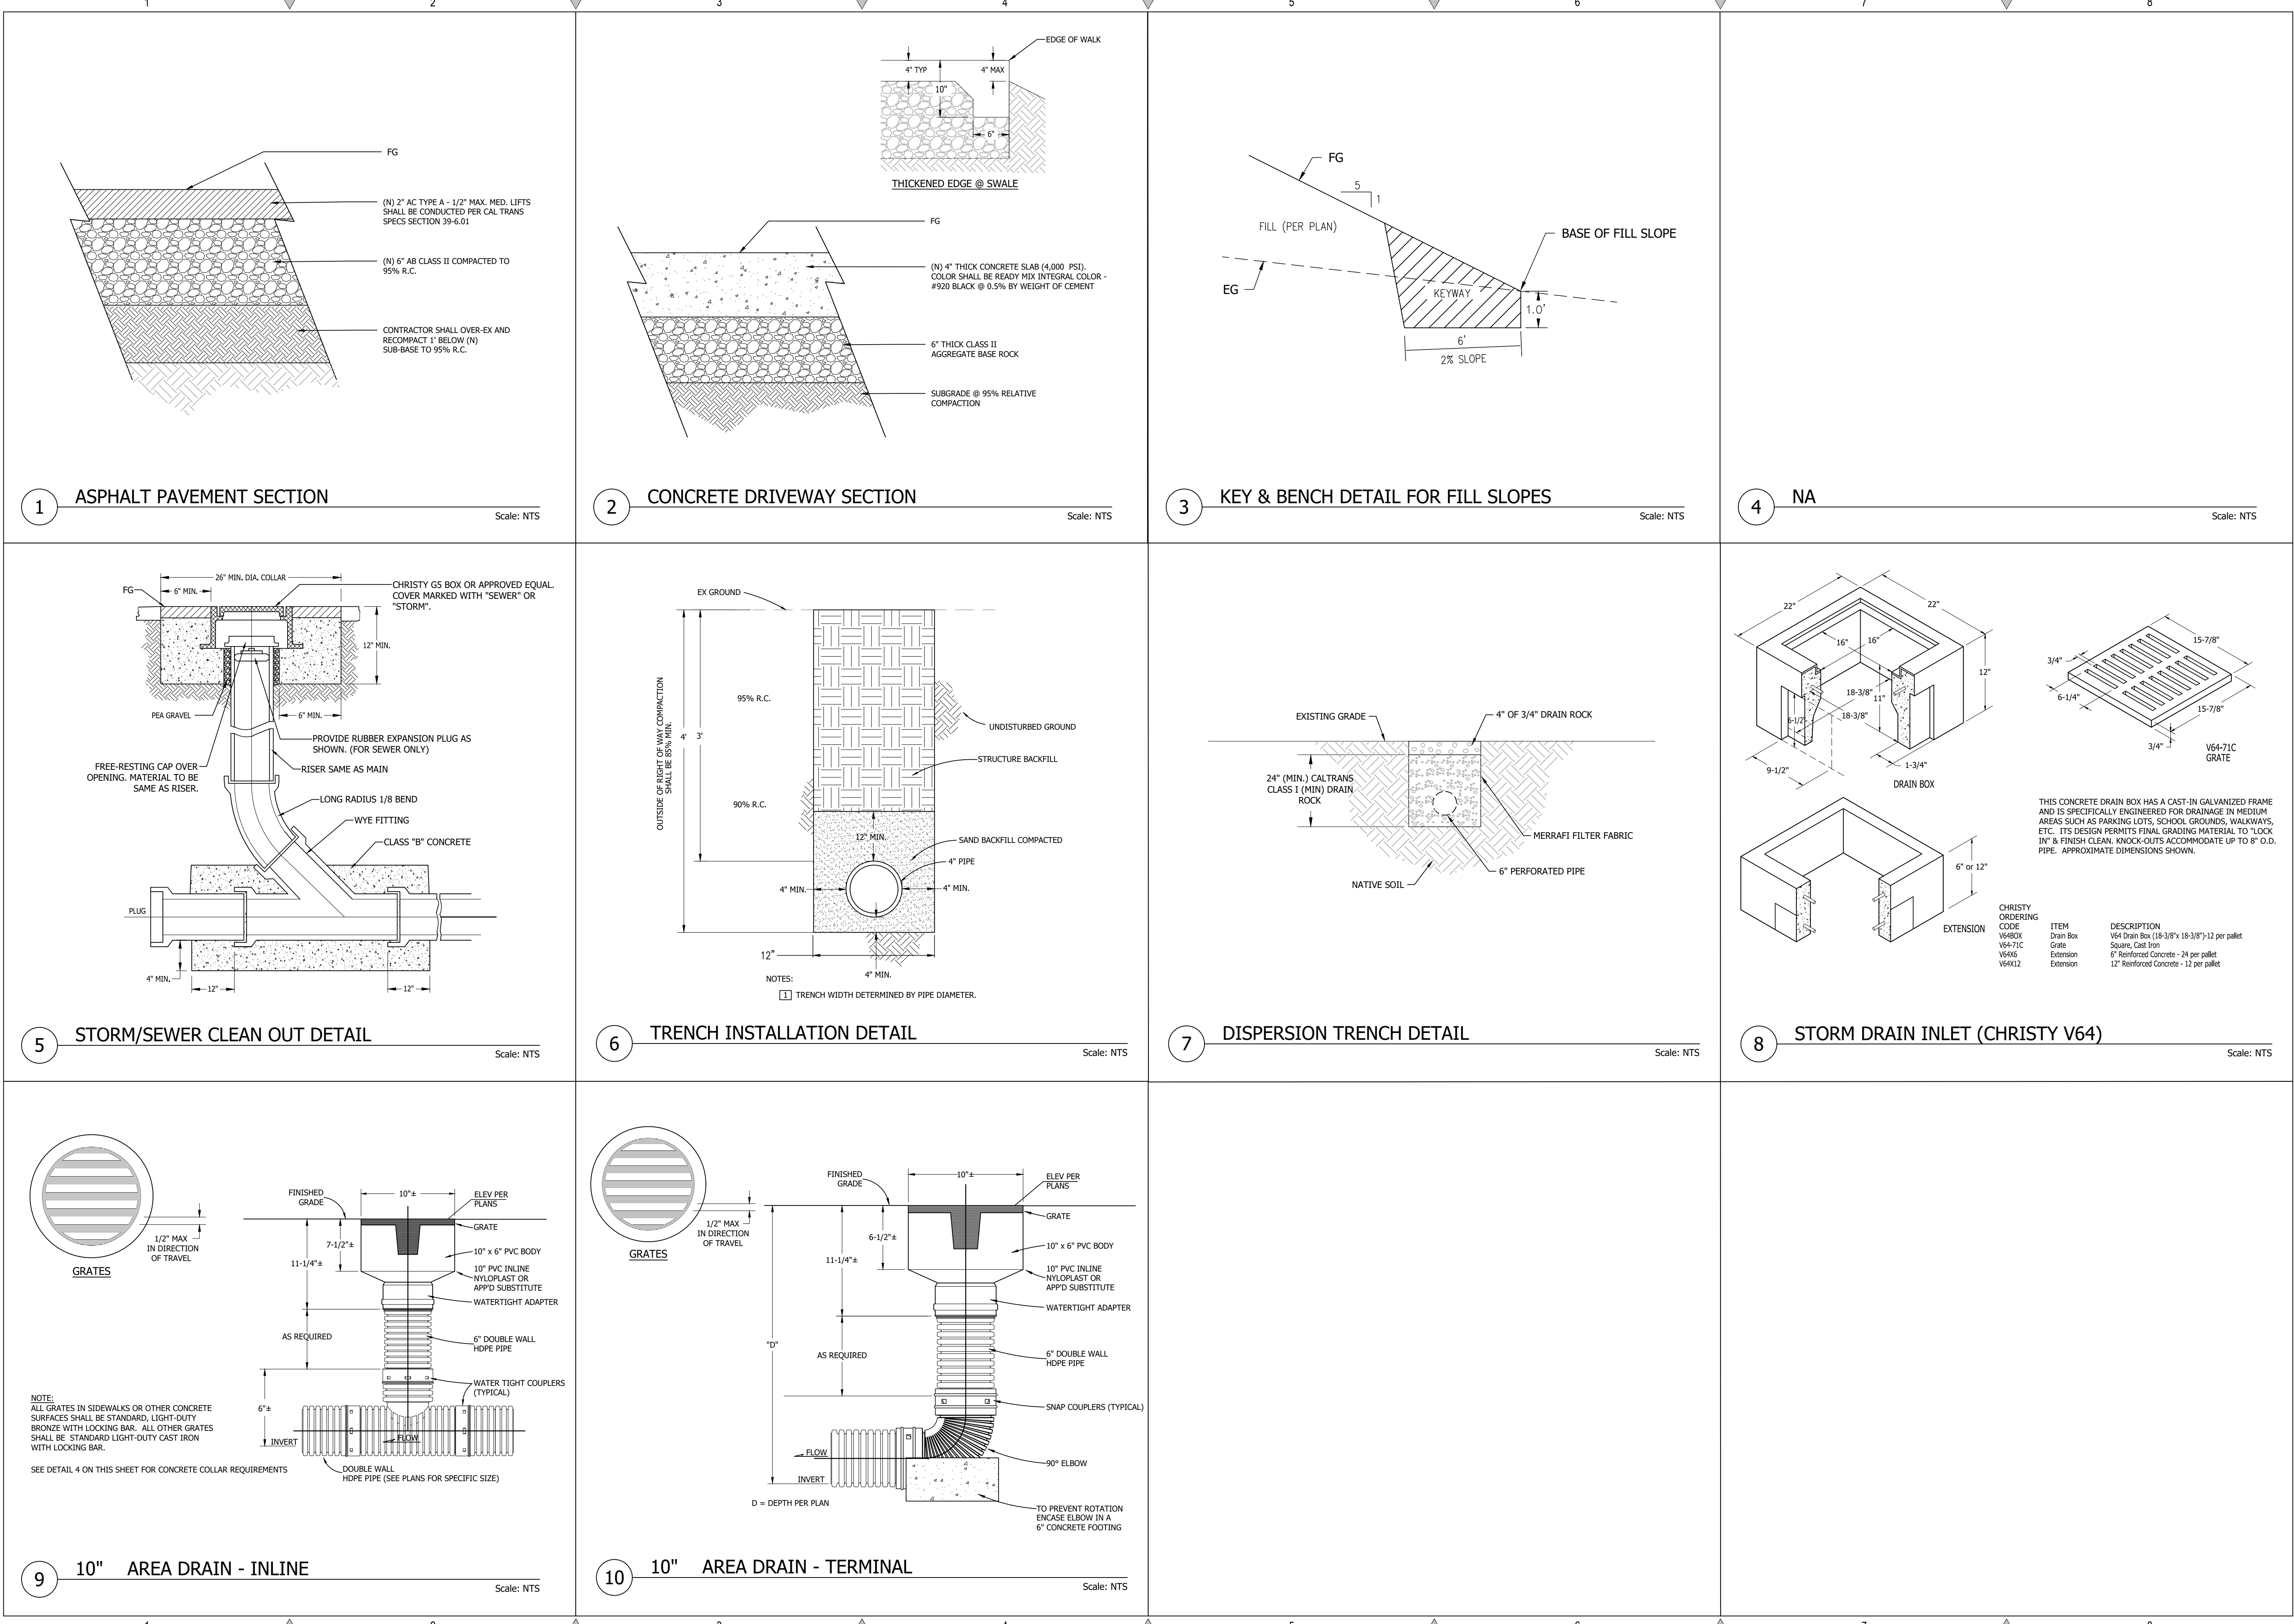 1
2
3
4
5
6
7
8
FG
(N) 2" AC TYPE A - 1/2" MAX. MED. LIFTS
SHALL BE CONDUCTED PER CAL TRANS
SPECS SECTION 39-6.01
(N) 6" AB CLASS II COMPACTED TO
95% R.C.
CONTRACTOR SHALL OVER-EX AND
RECOMPACT 1' BELOW (N)
SUB-BASE TO 95% R.C.
1
ASPHALT PAVEMENT SECTION
Scale: NTS
EDGE OF WALK
4" TYP
4" MAX
10"
6"
THICKENED EDGE @ SWALE
FG
(N) 4" THICK CONCRETE SLAB (4,000 PSI).
COLOR SHALL BE READY MIX INTEGRAL COLOR -
#920 BLACK @ 0.5% BY WEIGHT OF CEMENT
6" THICK CLASS II
AGGREGATE BASE ROCK
SUBGRADE @ 95% RELATIVE
COMPACTION
2
CONCRETE DRIVEWAY SECTION
Scale: NTS
FG
5
1
FILL (PER PLAN)
BASE OF FILL SLOPE
EG
KEYWAY
1.0'
6'
2% SLOPE
3
KEY & BENCH DETAIL FOR FILL SLOPES
Scale: NTS
4
NA
Scale: NTS
26" MIN. DIA. COLLAR
FG
6" MIN.
CHRISTY G5 BOX OR APPROVED EQUAL.
COVER MARKED WITH "SEWER" OR
"STORM".
12" MIN.
PEA GRAVEL
6" MIN.
PROVIDE RUBBER EXPANSION PLUG AS
SHOWN. (FOR SEWER ONLY)
FREE-RESTING CAP OVER
OPENING. MATERIAL TO BE
SAME AS RISER.
RISER SAME AS MAIN
LONG RADIUS 1/8 BEND
WYE FITTING
CLASS "B" CONCRETE
PLUG
4" MIN.
12"
12"
5
STORM/SEWER CLEAN OUT DETAIL
Scale: NTS
EX GROUND
OUTSIDE OF RIGHT OF WAY COMPACTION
SHALL BE 85% MIN.
4'
3'
95% R.C.
90% R.C.
UNDISTURBED GROUND
STRUCTURE BACKFILL
12" MIN.
SAND BACKFILL COMPACTED
4" PIPE
4" MIN.
4" MIN.
12"
4" MIN.
NOTES:
1 TRENCH WIDTH DETERMINED BY PIPE DIAMETER.
6
TRENCH INSTALLATION DETAIL
Scale: NTS
EXISTING GRADE
4" OF 3/4" DRAIN ROCK
24" (MIN.) CALTRANS
CLASS I (MIN) DRAIN
ROCK
MERRAFI FILTER FABRIC
6" PERFORATED PIPE
NATIVE SOIL
7
DISPERSION TRENCH DETAIL
Scale: NTS
22"
22"
16"
16"
12"
18-3/8"
11"
18-3/8"
6-1/2"
9-1/2"
1-3/4"
DRAIN BOX
15-7/8"
3/4"
6-1/4"
15-7/8"
3/4"
V64-71C
GRATE
THIS CONCRETE DRAIN BOX HAS A CAST-IN GALVANIZED FRAME
AND IS SPECIFICALLY ENGINEERED FOR DRAINAGE IN MEDIUM
AREAS SUCH AS PARKING LOTS, SCHOOL GROUNDS, WALKWAYS,
ETC. ITS DESIGN PERMITS FINAL GRADING MATERIAL TO "LOCK
IN" & FINISH CLEAN. KNOCK-OUTS ACCOMMODATE UP TO 8" O.D.
PIPE. APPROXIMATE DIMENSIONS SHOWN.
6" or 12"
EXTENSION
CHRISTY
ORDERING
CODE ITEM DESCRIPTION
V64BOX Drain Box V64 Drain Box (18-3/8"x 18-3/8")-12 per pallet
V64-71C Grate Square, Cast Iron
V64X6 Extension 6" Reinforced Concrete - 24 per pallet
V64X12 Extension 12" Reinforced Concrete - 12 per pallet
8
STORM DRAIN INLET (CHRISTY V64)
Scale: NTS
1/2" MAX
IN DIRECTION
OF TRAVEL
GRATES
FINISHED
GRADE
10"±
ELEV PER
PLANS
GRATE
7-1/2"±
11-1/4"±
10" x 6" PVC BODY
10" PVC INLINE
NYLOPLAST OR
APP'D SUBSTITUTE
WATERTIGHT ADAPTER
AS REQUIRED
6" DOUBLE WALL
HDPE PIPE
WATER TIGHT COUPLERS
(TYPICAL)
6"±
INVERT
FLOW
DOUBLE WALL
HDPE PIPE (SEE PLANS FOR SPECIFIC SIZE)
NOTE:
ALL GRATES IN SIDEWALKS OR OTHER CONCRETE
SURFACES SHALL BE STANDARD, LIGHT-DUTY
BRONZE WITH LOCKING BAR. ALL OTHER GRATES
SHALL BE STANDARD LIGHT-DUTY CAST IRON
WITH LOCKING BAR.
SEE DETAIL 4 ON THIS SHEET FOR CONCRETE COLLAR REQUIREMENTS
9
10" AREA DRAIN - INLINE
Scale: NTS
1/2" MAX
IN DIRECTION
OF TRAVEL
GRATES
FINISHED
GRADE
10"±
ELEV PER
PLANS
GRATE
6-1/2"±
11-1/4"±
10" x 6" PVC BODY
10" PVC INLINE
NYLOPLAST OR
APP'D SUBSTITUTE
WATERTIGHT ADAPTER
"D"
AS REQUIRED
6" DOUBLE WALL
HDPE PIPE
SNAP COUPLERS (TYPICAL)
FLOW
90° ELBOW
INVERT
D = DEPTH PER PLAN
TO PREVENT ROTATION
ENCASE ELBOW IN A
6" CONCRETE FOOTING
10
10" AREA DRAIN - TERMINAL
Scale: NTS